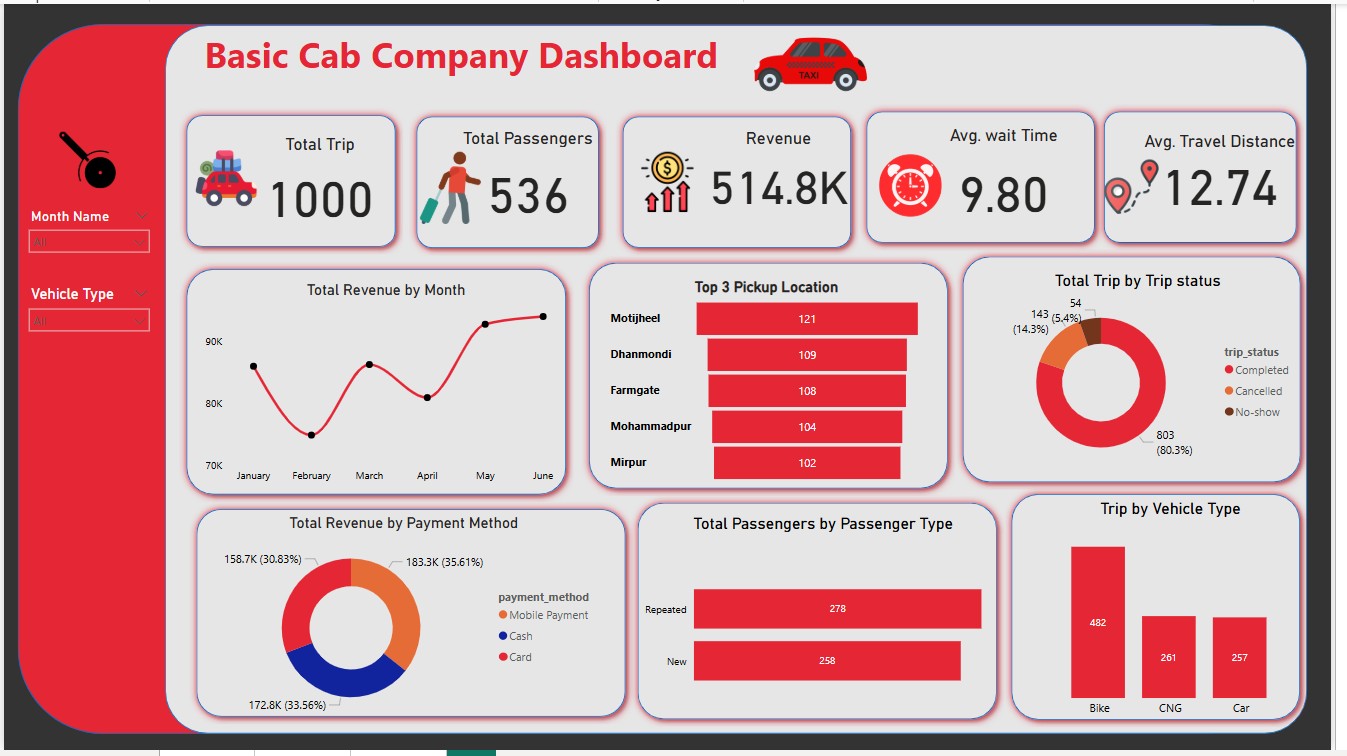 Basic Cab Company Dashboard
TAXI
Month Name
All
Vehicle Type
All
Total Trip
1000
Total Passengers
536
Revenue
514.8K
Avg. wait Time
9.80
Avg. Travel Distance
12.74
Total Revenue by Month
90K
80K
70K
January February March April May June
Top 3 Pickup Location
Motijheel 121
Dhanmondi 109
Farmgate 108
Mohammadpur 104
Mirpur 102
Total Trip by Trip status
54
(5.4%)
143
(14.3%)
803
(80.3%)
trip_status
Completed
Cancelled
No-show
Total Revenue by Payment Method
158.7K (30.83%)
183.3K (35.61%)
172.8K (33.56%)
payment_method
Mobile Payment
Cash
Card
Total Passengers by Passenger Type
Repeated 278
New 258
Trip by Vehicle Type
482 261 257
Bike CNG Car